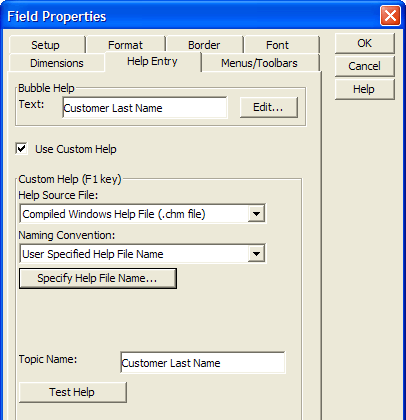 Field Properties
Setup Format Border Font
Dimensions Help Entry Menus/Toolbars
OK
Cancel
Help
Bubble Help
Text: Customer Last Name Edit...
Use Custom Help
Custom Help (F1 key)
Help Source File:
Compiled Windows Help File (.chm file)
Naming Convention:
User Specified Help File Name
Specify Help File Name...
Topic Name: Customer Last Name
Test Help